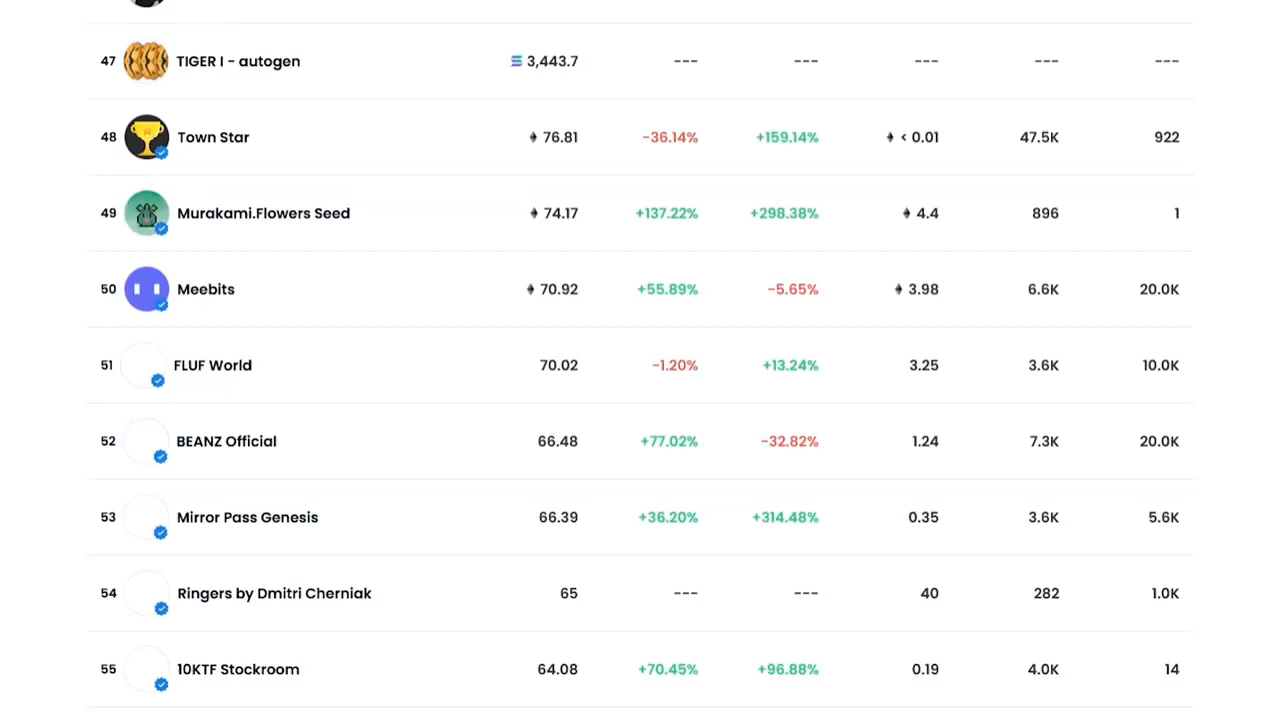 47 TIGER I - autogen 3,443.7 --- --- --- --- ---
48 Town Star 76.81 -36.14% +159.14% < 0.01 47.5K 922
49 Murakami.Flowers Seed 74.17 +137.22% +298.38% 4.4 896 1
50 Meebits 70.92 +55.89% -5.65% 3.98 6.6K 20.0K
51 FLUF World 70.02 -1.20% +13.24% 3.25 3.6K 10.0K
52 BEANZ Official 66.48 +77.02% -32.82% 1.24 7.3K 20.0K
53 Mirror Pass Genesis 66.39 +36.20% +314.48% 0.35 3.6K 5.6K
54 Ringers by Dmitri Cherniak 65 --- --- 40 282 1.0K
55 10KTF Stockroom 64.08 +70.45% +96.88% 0.19 4.0K 14